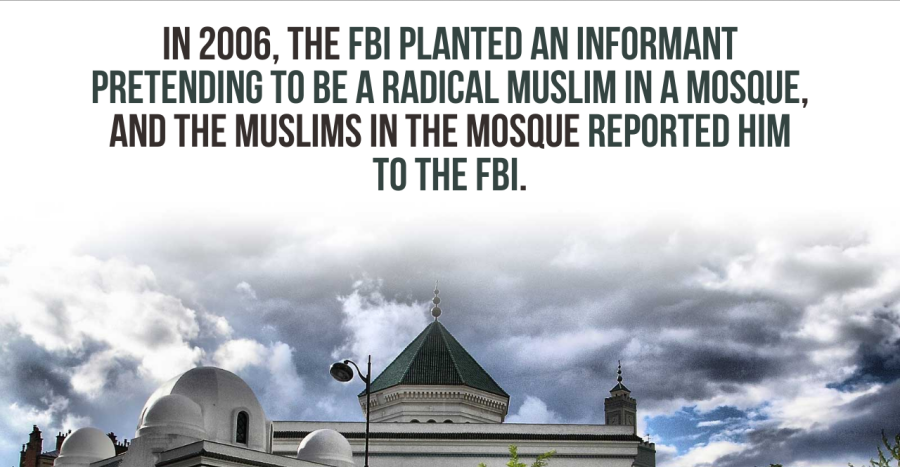 IN 2006, THE FBI PLANTED AN INFORMANT
PRETENDING TO BE A RADICAL MUSLIM IN A MOSQUE,
AND THE MUSLIMS IN THE MOSQUE REPORTED HIM
TO THE FBI.